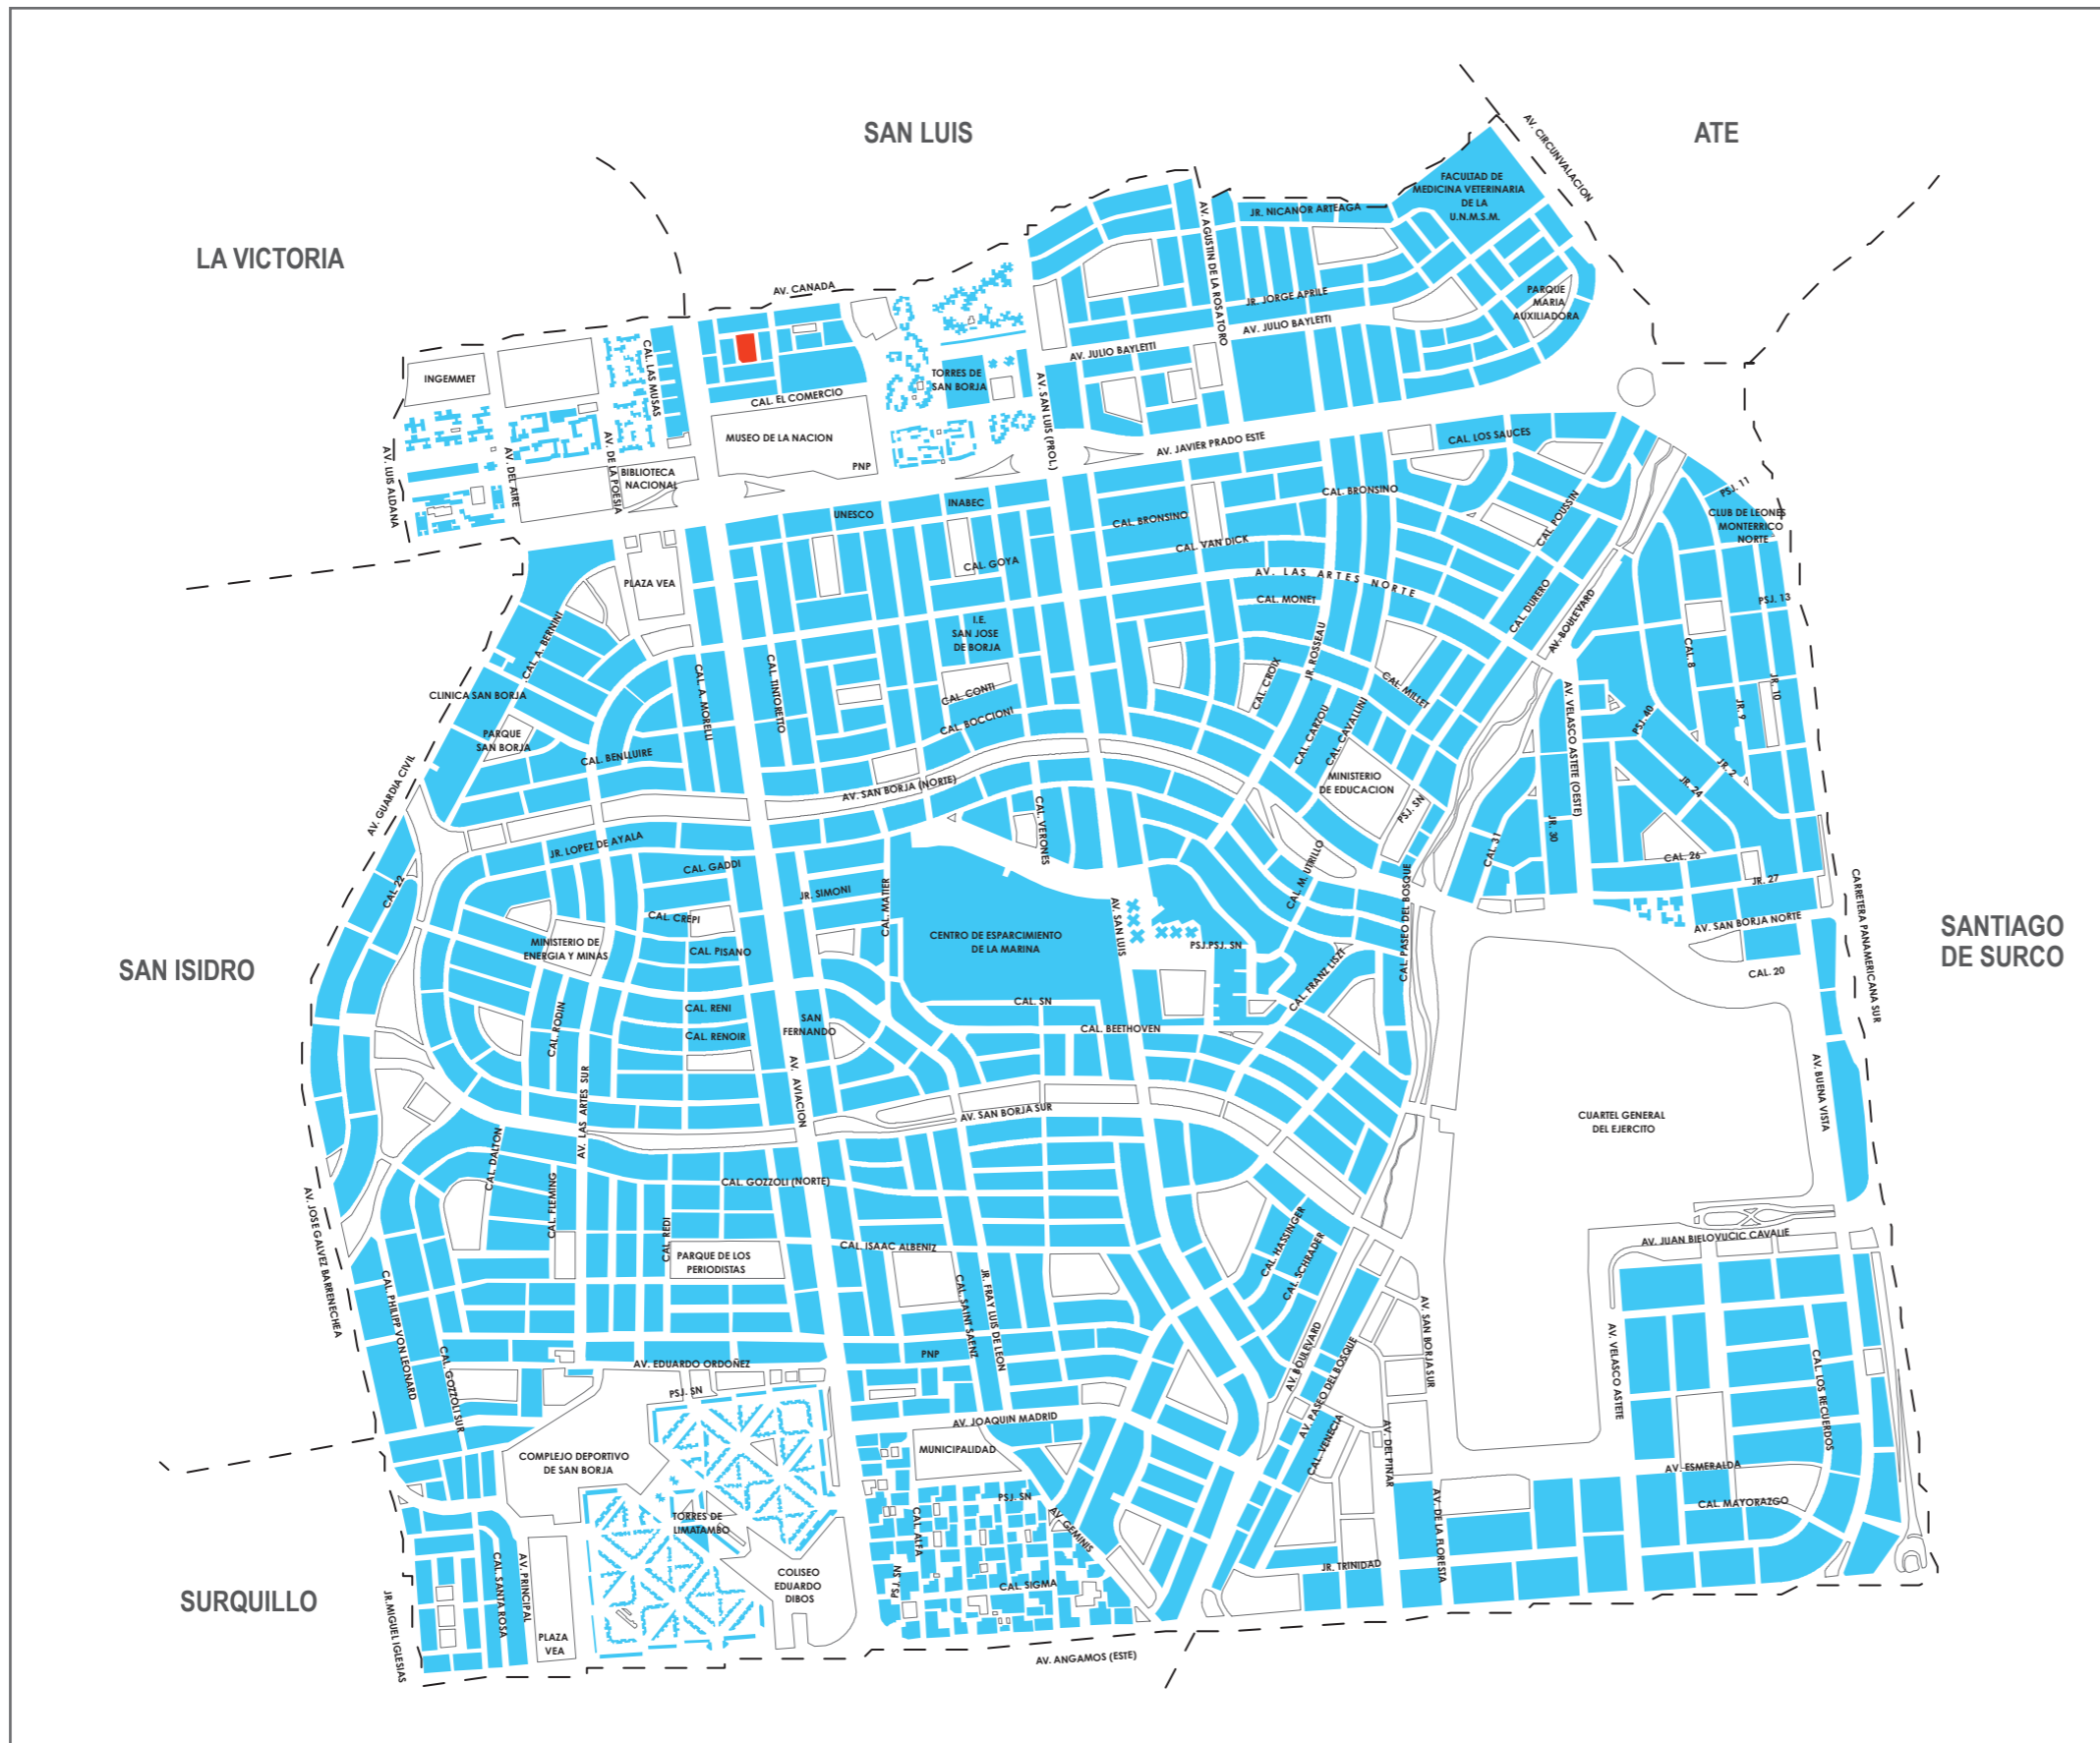 SAN LUIS
ATE
LA VICTORIA
SAN ISIDRO
SANTIAGO
DE SURCO
SURQUILLO
AV. CIRCUNVALACION
FACULTAD DE
MEDICINA VETERINARIA
DE LA
U.N.M.S.M.
JR. NICANOR ARTEAGA
AV. AGUSTIN DE LA ROSA TORO
AV. CANADA
JR. JORGE APRILE
PARQUE
MARIA
AUXILIADORA
AV. JULIO BAYLETTI
AV. JULIO BAYLETTI
CAL. LAS MUSAS
INGEMMET
TORRES DE
SAN BORJA
CAL. EL COMERCIO
AV. SAN LUIS (PROL.)
MUSEO DE LA NACION
PNP
AV. JAVIER PRADO ESTE
CAL. LOS SAUCES
AV. LUIS ALDANA
AV. DEL AIRE
AV. DE LA POESIA
BIBLIOTECA
NACIONAL
UNESCO
INABEC
CAL. BRONSINO
CAL. BRONSINO
CAL. POUSSIN
PSJ. 11
CLUB DE LEONES
MONTERRICO
NORTE
CAL. VAN DICK
CAL. GOYA
PLAZA VEA
AV. LAS ARTES NORTE
CAL. MONET
CAL. DURERO
AV. BOULEVARD
PSJ. 13
CAL. A. BERNINI
I.E.
SAN JOSE
DE BORJA
JR. ROSSEAU
CAL. 8
CAL. A. MORELLI
CAL. TINTORETTO
CAL. CROIX
CAL. MILLET
CLINICA SAN BORJA
CAL. CONTI
CAL. BOCCIONI
CAL. CARZOU
CAL. CAVALLINI
AV. VELASCO ASTETE (OESTE)
PSJ. 40
JR. 9
JR. 10
PARQUE
SAN BORJA
CAL. BENLLUIRE
AV. GUARDIA CIVIL
AV. SAN BORJA (NORTE)
MINISTERIO
DE EDUCACION
PSJ. SN
JR. 2
JR. 24
CAL. VERONES
JR. LOPEZ DE AYALA
CAL. GADDI
JR. SIMONI
CAL. 22
CAL. MATIER
CAL. M. UTRILLO
CAL. 31
JR. 30
CAL. 26
JR. 27
CAL. CREPI
CAL. PISANO
MINISTERIO DE
ENERGIA Y MINAS
CENTRO DE ESPARCIMIENTO
DE LA MARINA
AV. SAN LUIS
PSJ.PSJ. SN
CAL. PASEO DEL BOSQUE
AV. SAN BORJA NORTE
CAL. 20
CARRETERA PANAMERICANA SUR
CAL. FRANZ LISZT
CAL. RENI
CAL. RENOIR
CAL. RODIN
SAN
FERNANDO
CAL. SN
CAL. BEETHOVEN
AV. AVIACION
AV. LAS ARTES SUR
AV. SAN BORJA SUR
CUARTEL GENERAL
DEL EJERCITO
AV. BUENA VISTA
CAL. DALTON
CAL. FLEMING
CAL. GOZZOLI (NORTE)
CAL. REDI
PARQUE DE LOS
PERIODISTAS
CAL. ISAAC ALBENIZ
CAL. HASSINGER
CAL. SCHRADER
AV. JUAN BIELOVUCIC CAVALIE
AV. JOSE GALVEZ BARRENECHEA
CAL. PHILIPP VON LEONARD
CAL. GOZZOLI SUR
CAL. SAINT SAENZ
JR. FRAY LUIS DE LEON
PNP
AV. EDUARDO ORDOÑEZ
PSJ. SN
AV. BOULEVARD
AV. PASEO DEL BOSQUE
AV. SAN BORJA SUR
AV. VELASCO ASTETE
CAL. LOS RECUERDOS
AV. JOAQUIN MADRID
MUNICIPALIDAD
CAL. VENECIA
AV. DEL PINAR
COMPLEJO DEPORTIVO
DE SAN BORJA
AV. ESMERALDA
CAL. MAYORAZGO
PSJ. SN
TORRES DE
LIMATAMBO
CAL. ALFA
AV. GEMINIS
AV. DE LA FLORESTA
JR. TRINIDAD
COLISEO
EDUARDO
DIBOS
PSJ. SN
CAL. SIGMA
CAL. SANTA ROSA
AV. PRINCIPAL
JR.MIGUEL IGLESIAS
PLAZA
VEA
AV. ANGAMOS (ESTE)